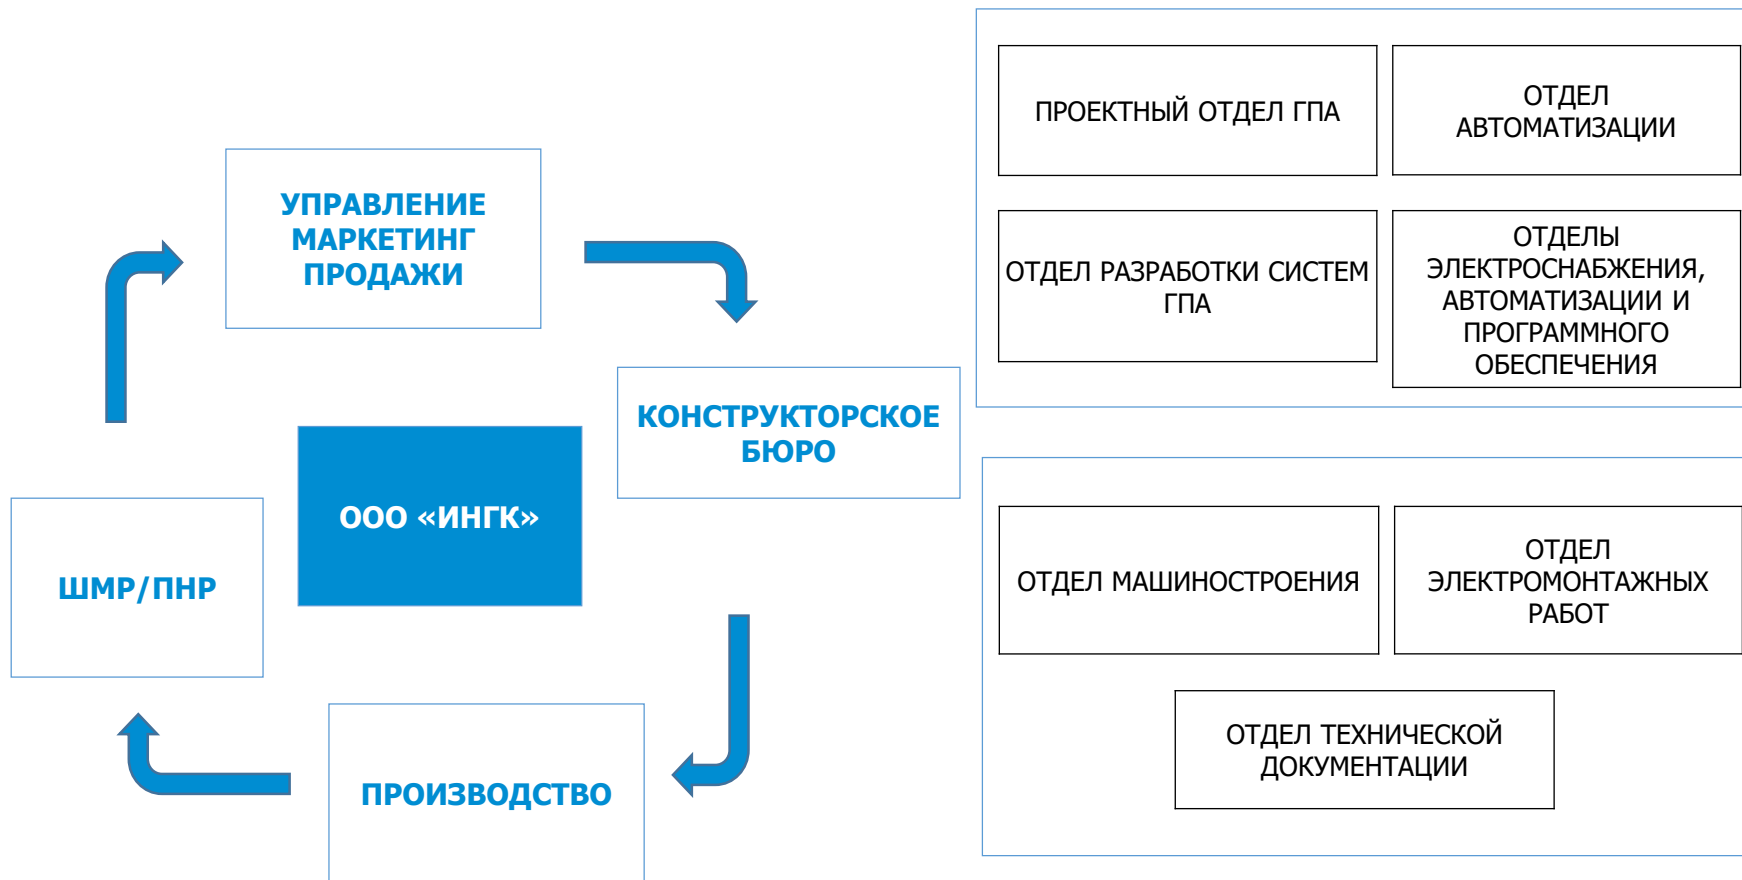 УПРАВЛЕНИЕ
МАРКЕТИНГ
ПРОДАЖИ
КОНСТРУКТОРСКОЕ
БЮРО
ООО «ИНГК»
ШМР/ПНР
ПРОИЗВОДСТВО
ПРОЕКТНЫЙ ОТДЕЛ ГПА
ОТДЕЛ
АВТОМАТИЗАЦИИ
ОТДЕЛ РАЗРАБОТКИ СИСТЕМ
ГПА
ОТДЕЛЫ
ЭЛЕКТРОСНАБЖЕНИЯ,
АВТОМАТИЗАЦИИ И
ПРОГРАММНОГО
ОБЕСПЕЧЕНИЯ
ОТДЕЛ МАШИНОСТРОЕНИЯ
ОТДЕЛ
ЭЛЕКТРОМОНТАЖНЫХ
РАБОТ
ОТДЕЛ ТЕХНИЧЕСКОЙ
ДОКУМЕНТАЦИИ